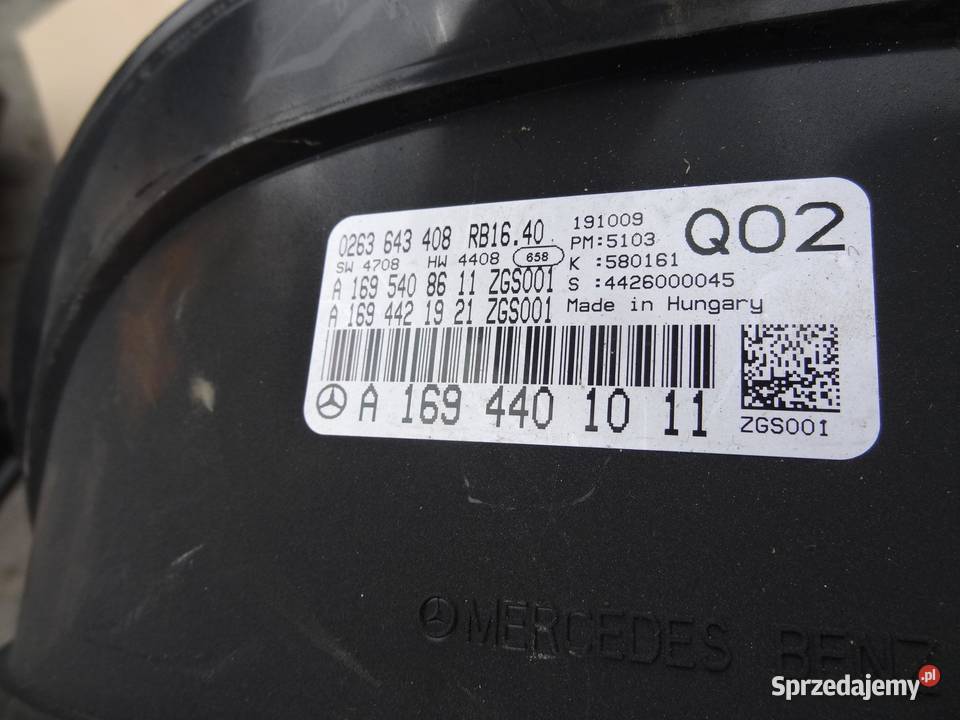 0263 643 408 RB16.40
SW 4708 HW 4408 658
A 169 540 86 11 ZGS001
A 169 442 19 21 ZGS001
191009
PM:5103
K :580161
S :4426000045
Made in Hungary
Q02
A 169 440 10 11
ZGS001
MERCEDES BENZ
Sprzedajemy.pl